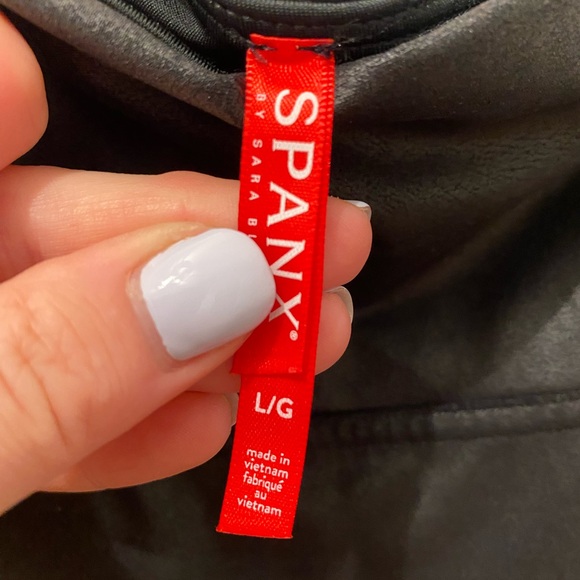 SPANX®
BY SARA
L/G
made in
vietnam
fabriqué
au
vietnam